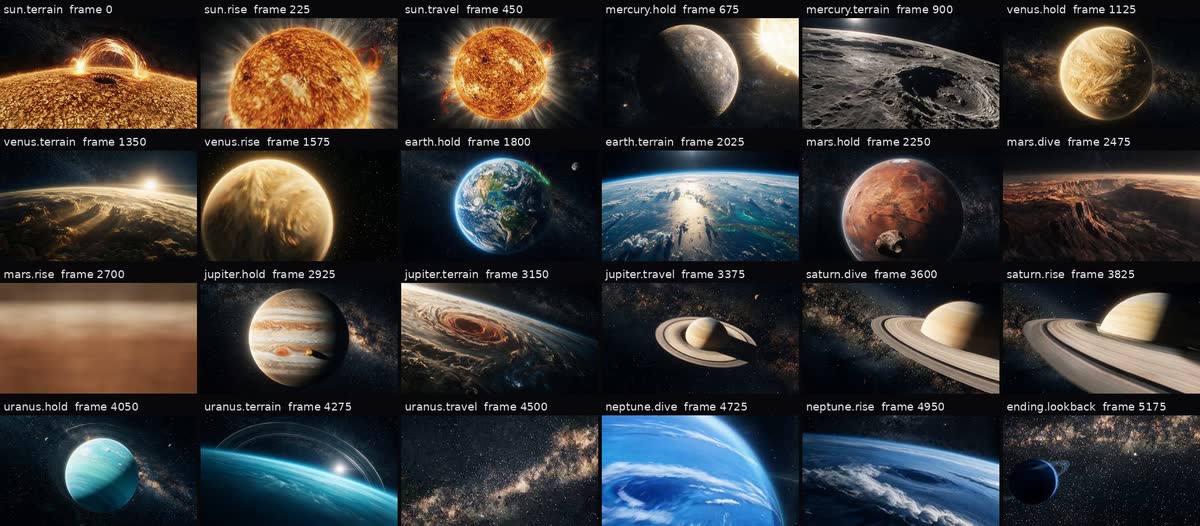 sun.terrain frame 0
sun.rise frame 225
sun.travel frame 450
mercury.hold frame 675
mercury.terrain frame 900
venus.hold frame 1125
venus.terrain frame 1350
venus.rise frame 1575
earth.hold frame 1800
earth.terrain frame 2025
mars.hold frame 2250
mars.dive frame 2475
mars.rise frame 2700
jupiter.hold frame 2925
jupiter.terrain frame 3150
jupiter.travel frame 3375
saturn.dive frame 3600
saturn.rise frame 3825
uranus.hold frame 4050
uranus.terrain frame 4275
uranus.travel frame 4500
neptune.dive frame 4725
neptune.rise frame 4950
ending.lookback frame 5175